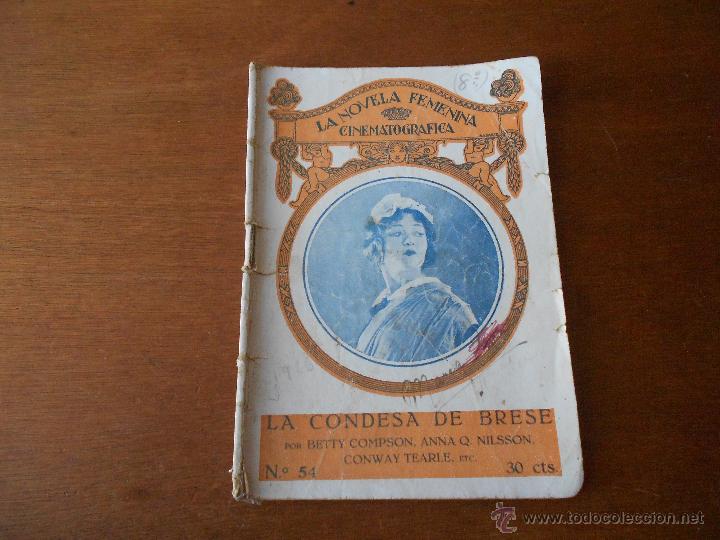 (8=)
LA NOVELA FEMENINA
CINEMATOGRAFICA
LA CONDESA DE BRESE
POR BETTY COMPSON, ANNA Q. NILSSON,
CONWAY TEARLE, ETC.
N.º 54 30 cts.
www.todocoleccion.net